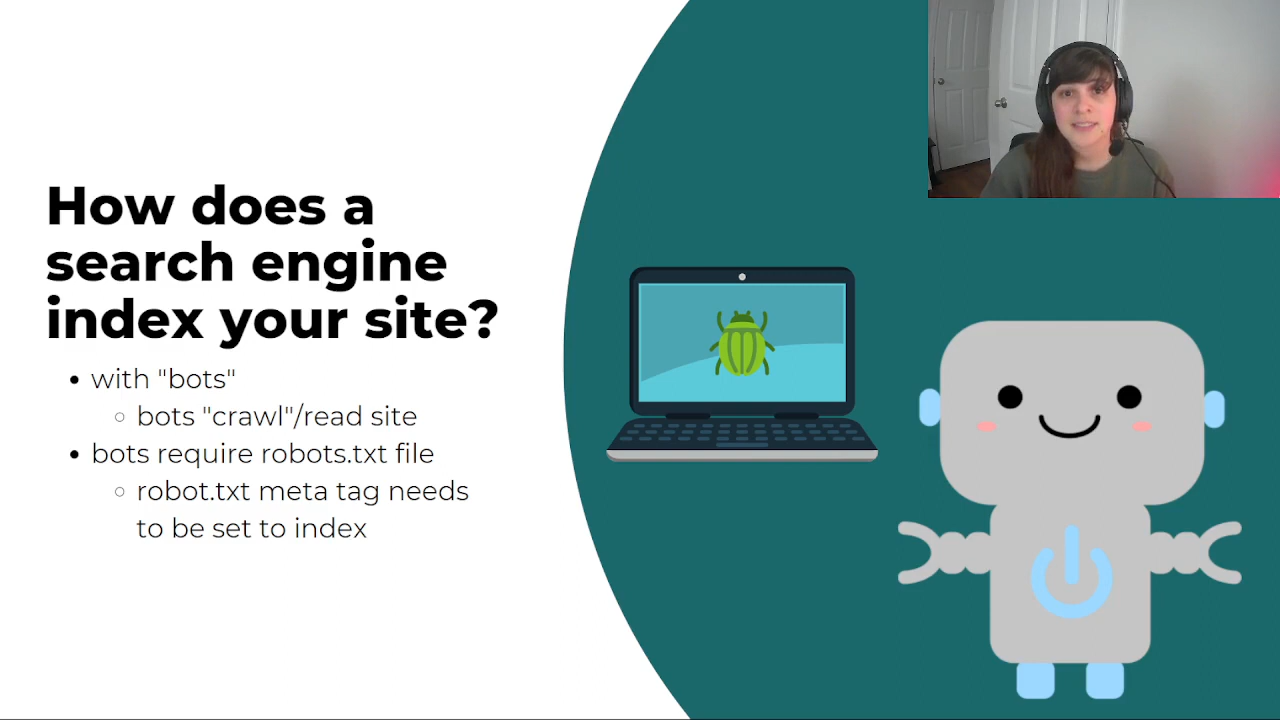 How does a
search engine
index your site?
with "bots"
bots "crawl"/read site
bots require robots.txt file
robot.txt meta tag needs
to be set to index